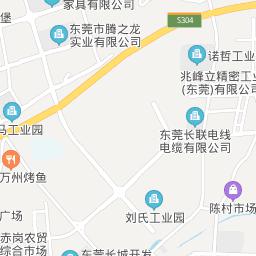 家具有限公司
堡
S304
东莞市腾之龙
实业有限公司
诺哲工业
兆峰立精密工业
(东莞)有限公
马工业园
东莞长联电线
电缆有限公司
万州烤鱼
陈村市场
刘氏工业园
广场
赤岗农贸
综合市场
东莞长城开发